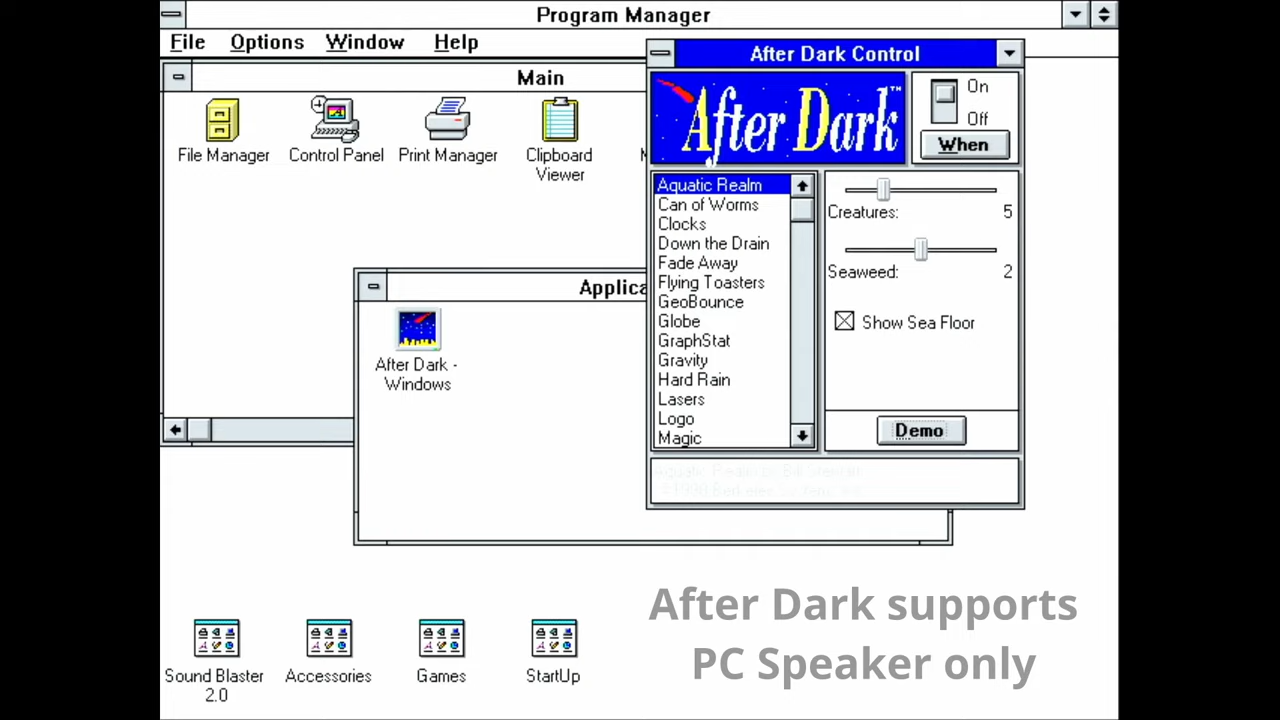 Program Manager
File Options Window Help
Main
File Manager
Control Panel
Print Manager
Clipboard
Viewer
Applica
After Dark -
Windows
After Dark Control
After Dark™
On
Off
When
Aquatic Realm
Can of Worms
Clocks
Down the Drain
Fade Away
Flying Toasters
GeoBounce
Globe
GraphStat
Gravity
Hard Rain
Lasers
Logo
Magic
Creatures: 5
Seaweed: 2
Show Sea Floor
Demo
Sound Blaster
2.0
Accessories
Games
StartUp
After Dark supports
PC Speaker only